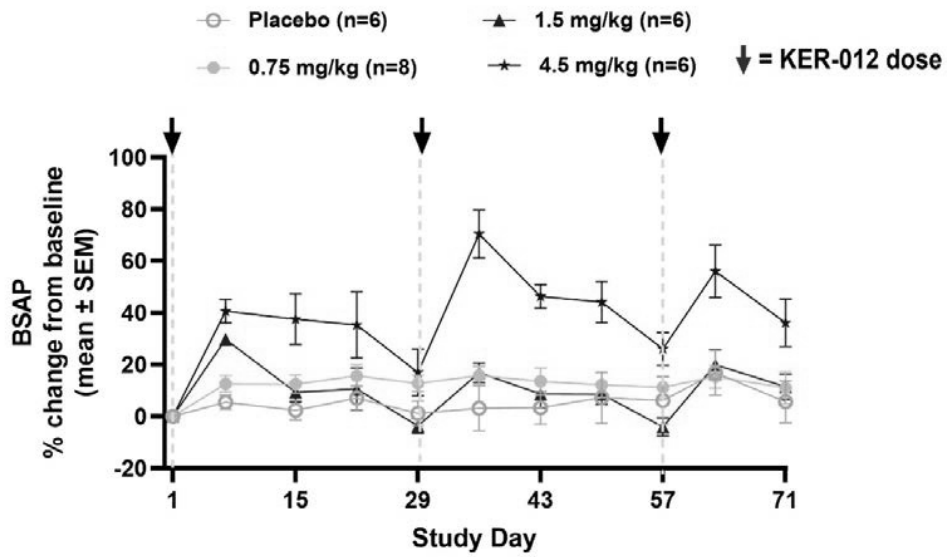 Placebo (n=6)
1.5 mg/kg (n=6)
0.75 mg/kg (n=8)
4.5 mg/kg (n=6)
= KER-012 dose
BSAP
% change from baseline
(mean ± SEM)
100
80
60
40
20
0
-20
1
15
29
43
57
71
Study Day